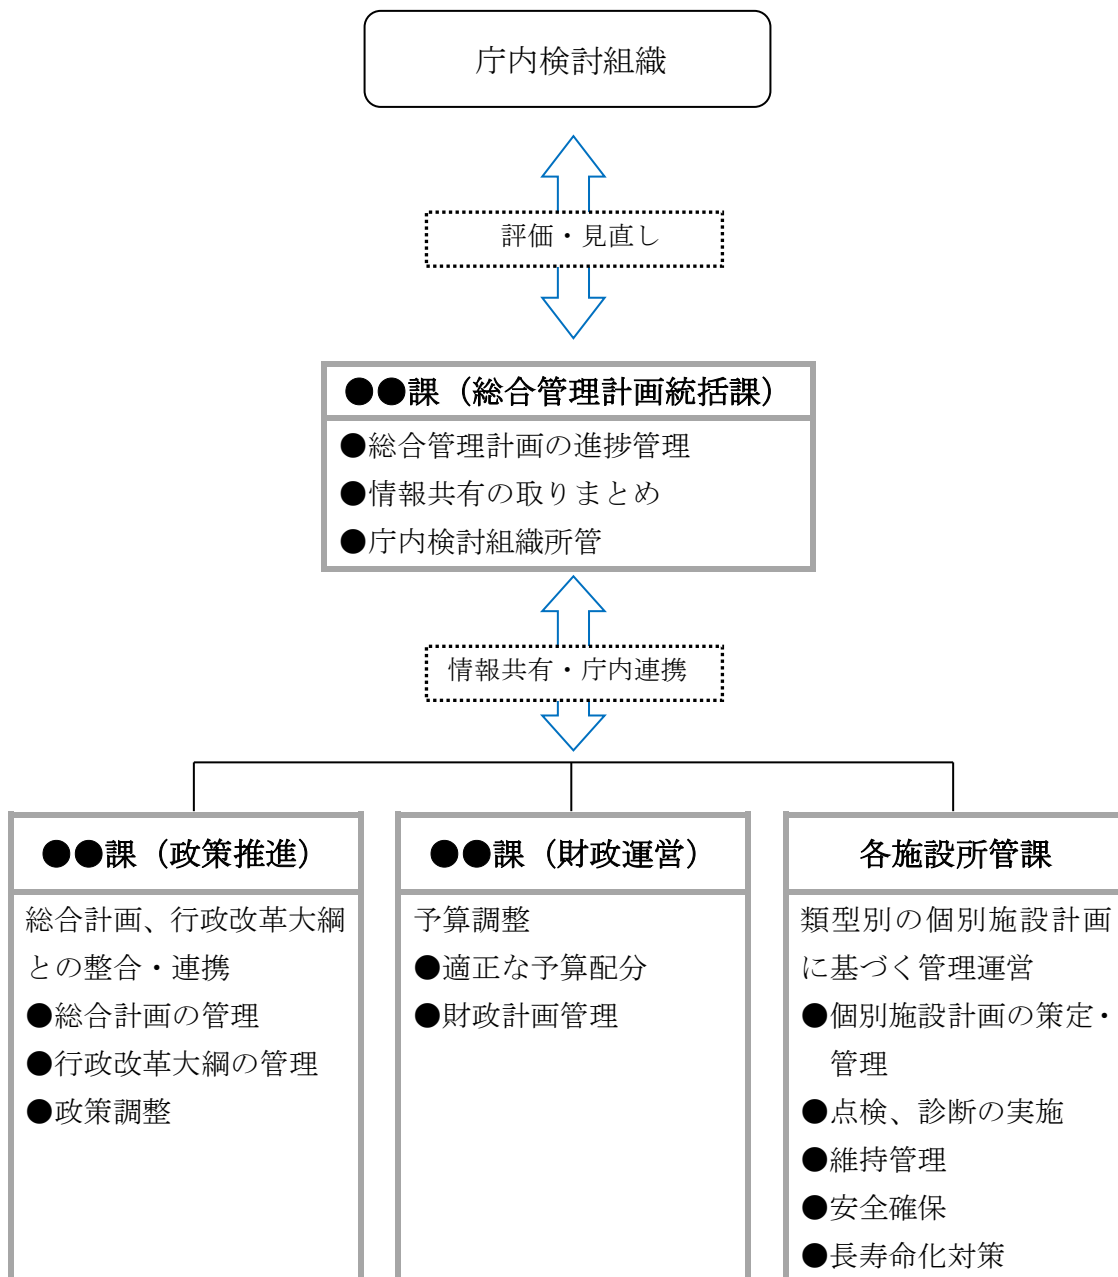 庁内検討組織
評価・見直し
●●課（総合管理計画統括課）
●総合管理計画の進捗管理
●情報共有の取りまとめ
●庁内検討組織所管
情報共有・庁内連携
●●課（政策推進）
総合計画、行政改革大綱
との整合・連携
●総合計画の管理
●行政改革大綱の管理
●政策調整
●●課（財政運営）
予算調整
●適正な予算配分
●財政計画管理
各施設所管課
類型別の個別施設計画
に基づく管理運営
●個別施設計画の策定・
管理
●点検、診断の実施
●維持管理
●安全確保
●長寿命化対策